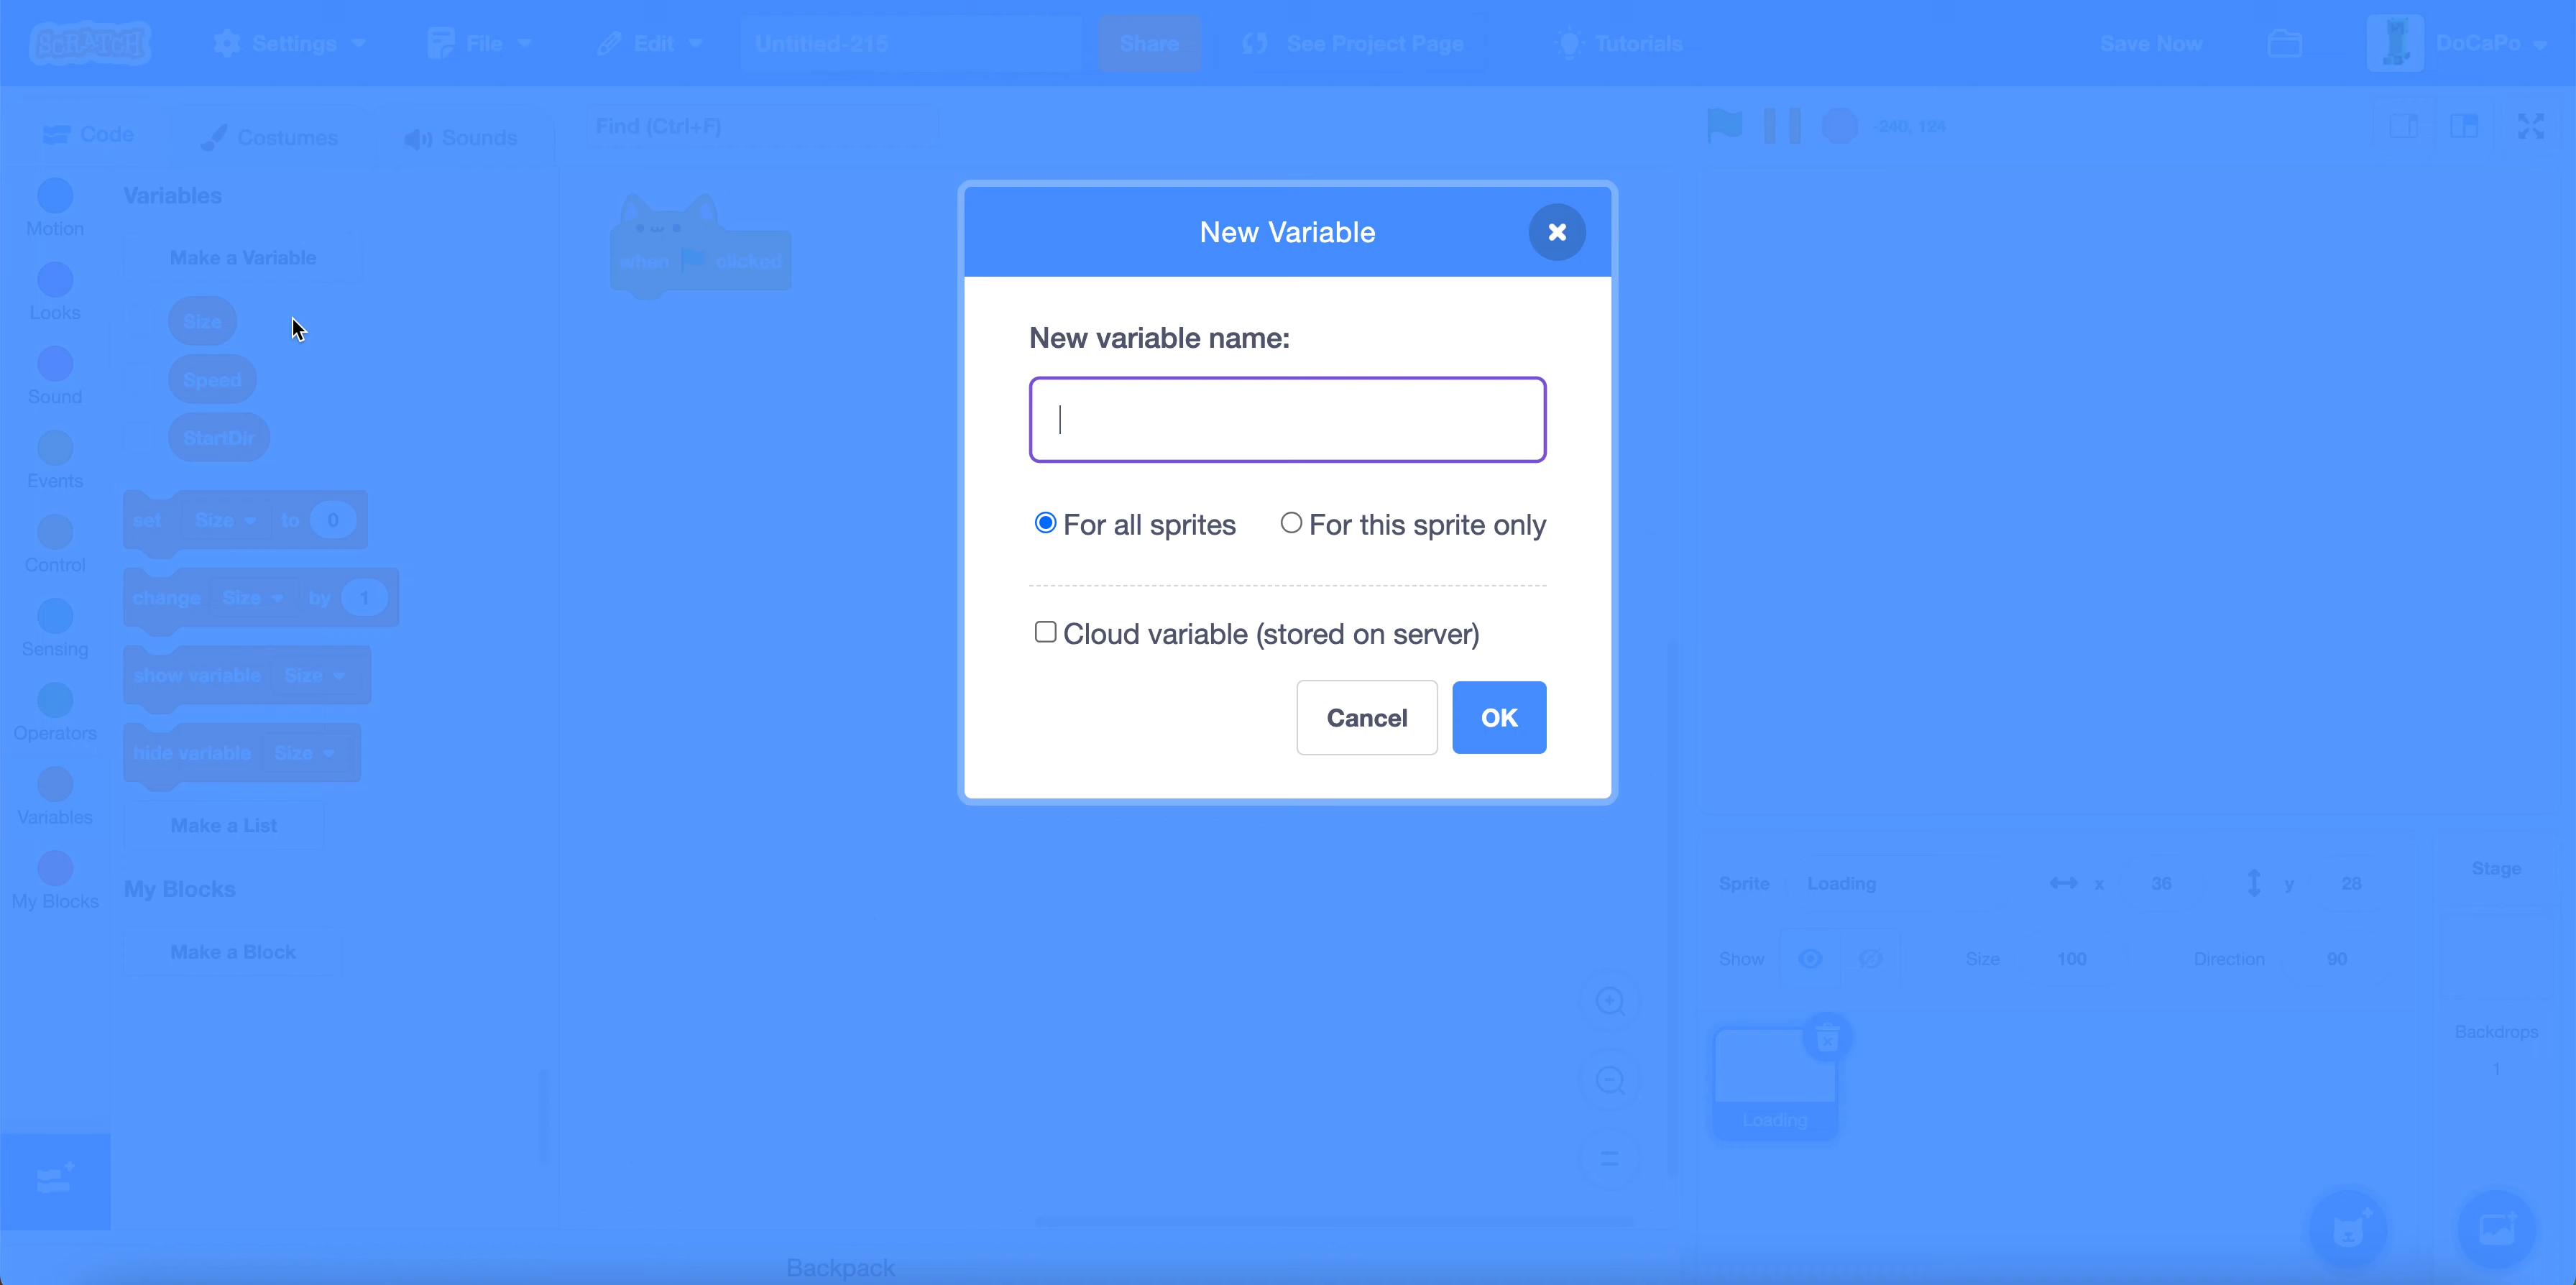 SCRATCH Settings File Edit Untitled-215 Share See Project Page Tutorials Save Now DoCaPo
Code Costumes Sounds Find (Ctrl+F) -240, 124
Motion
Looks
Sound
Events
Control
Sensing
Operators
Variables
My Blocks
Variables
Make a Variable
Size
Speed
StartDir
set Size to 0
change Size by 1
show variable Size
hide variable Size
Make a List
My Blocks
Make a Block
when clicked
New Variable
New variable name:
For all sprites For this sprite only
Cloud variable (stored on server)
Cancel OK
Sprite Loading x 36 y 28
Show Size 100 Direction 90
Loading
Stage
Backdrops
1
Backpack